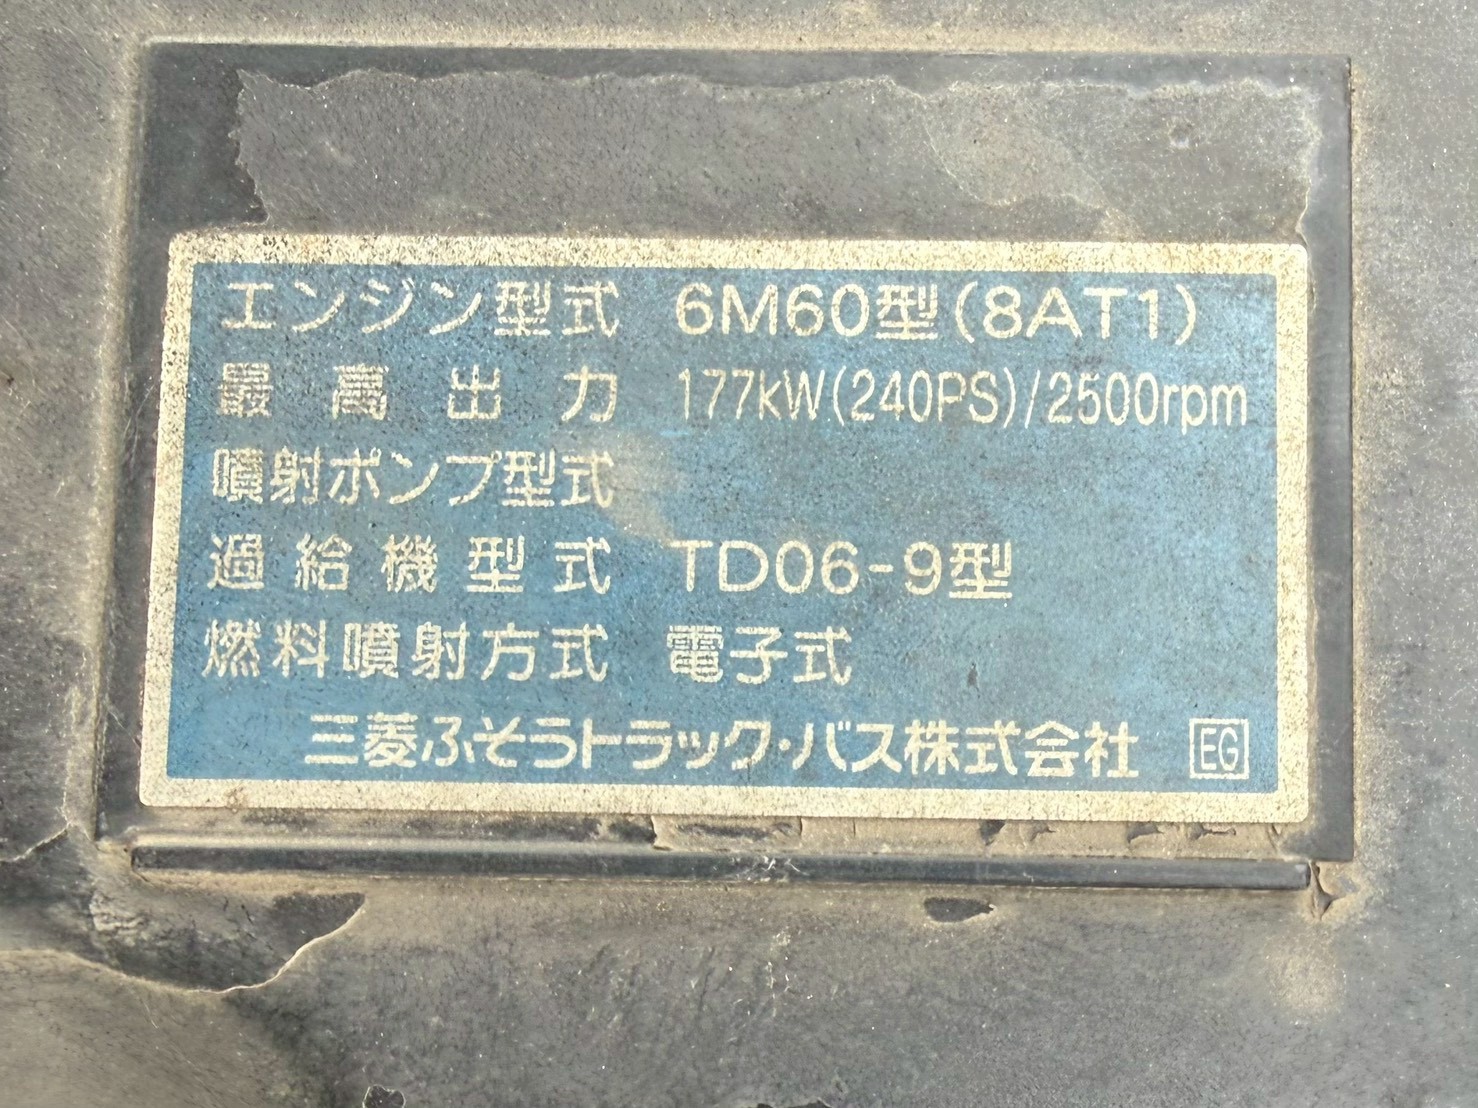 エンジン型式 6M60型(8AT1)
最高出力 177kW(240PS)/2500rpm
噴射ポンプ型式
過給機型式 TD06-9型
燃料噴射方式 電子式
三菱ふそうトラック・バス株式会社 EG